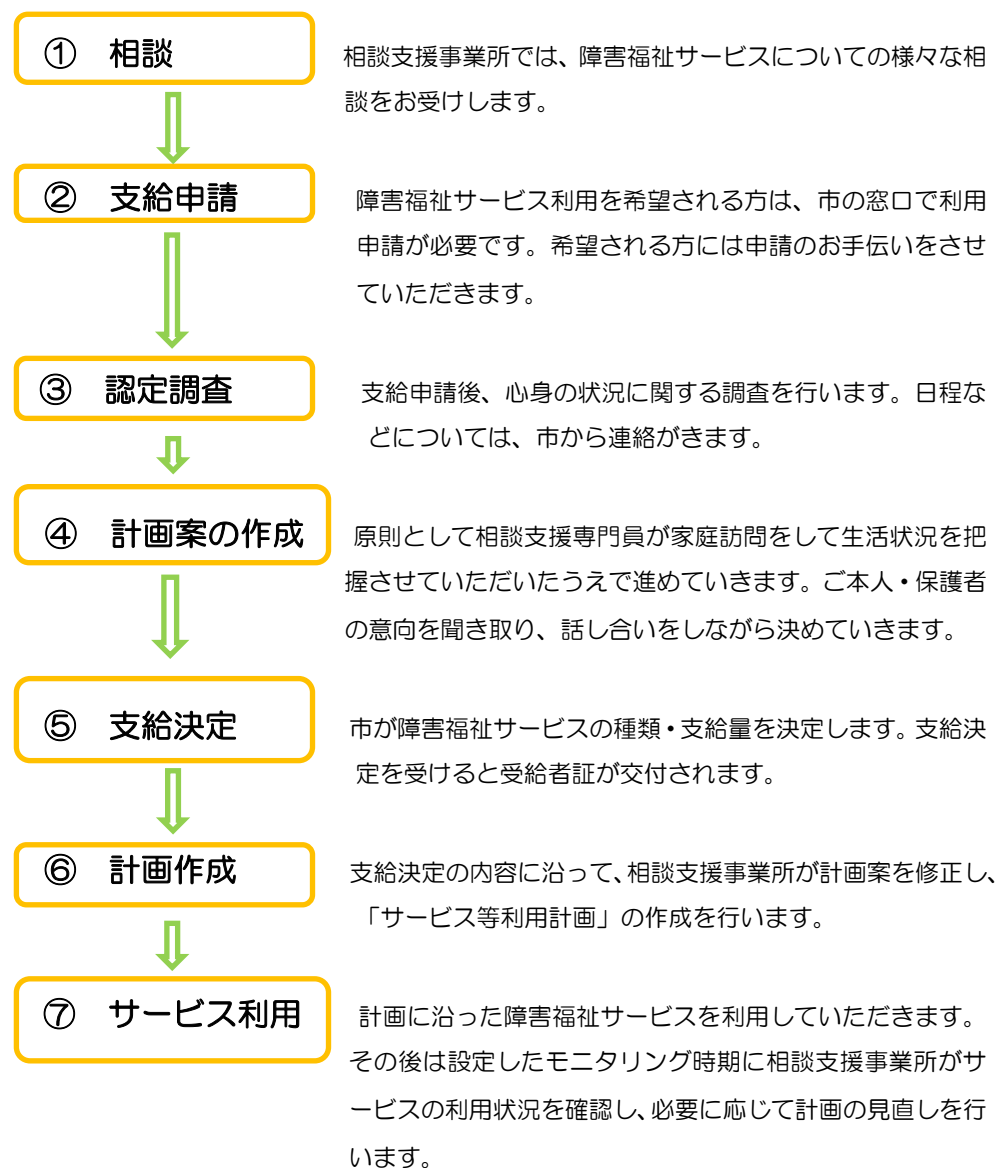 ① 相談
相談支援事業所では、障害福祉サービスについての様々な相
談をお受けします。
② 支給申請
障害福祉サービス利用を希望される方は、市の窓口で利用
申請が必要です。希望される方には申請のお手伝いをさせ
ていただきます。
③ 認定調査
支給申請後、心身の状況に関する調査を行います。日程な
どについては、市から連絡がきます。
④ 計画案の作成
原則として相談支援専門員が家庭訪問をして生活状況を把
握させていただいたうえで進めていきます。ご本人・保護者
の意向を聞き取り、話し合いをしながら決めていきます。
⑤ 支給決定
市が障害福祉サービスの種類・支給量を決定します。支給決
定を受けると受給者証が交付されます。
⑥ 計画作成
支給決定の内容に沿って、相談支援事業所が計画案を修正し、
「サービス等利用計画」の作成を行います。
⑦ サービス利用
計画に沿った障害福祉サービスを利用していただきます。
その後は設定したモニタリング時期に相談支援事業所がサ
ービスの利用状況を確認し、必要に応じて計画の見直しを行
います。